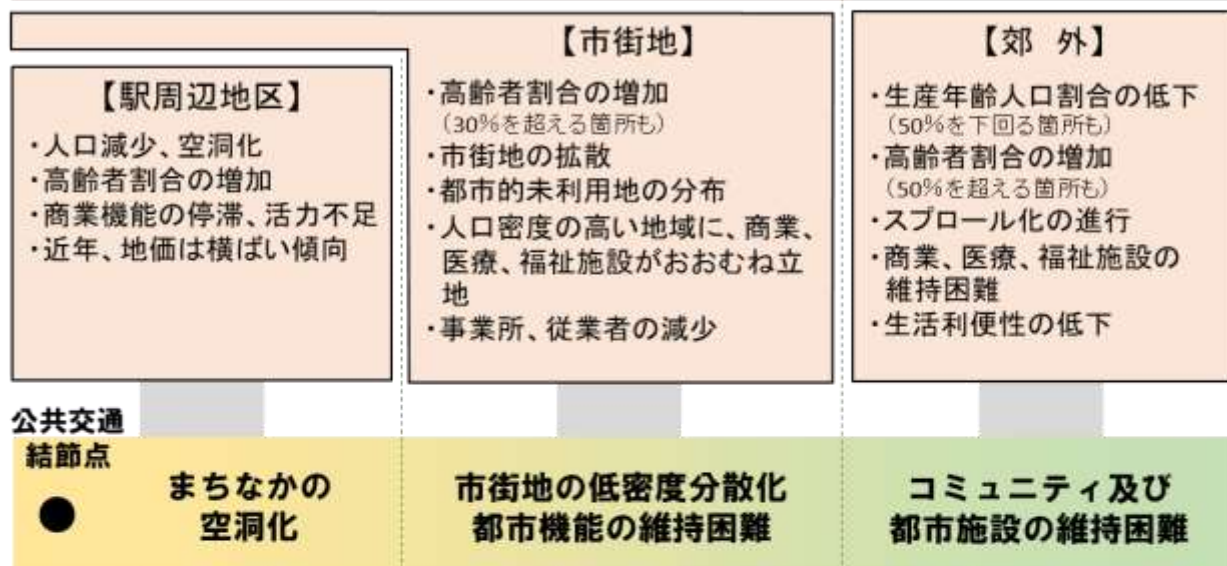 【駅周辺地区】
・人口減少、空洞化
・高齢者割合の増加
・商業機能の停滞、活力不足
・近年、地価は横ばい傾向
【市街地】
・高齢者割合の増加
（30％を超える箇所も）
・市街地の拡散
・都市的未利用地の分布
・人口密度の高い地域に、商業、
医療、福祉施設がおおむね立
地
・事業所、従業者の減少
【郊 外】
・生産年齢人口割合の低下
（50％を下回る箇所も）
・高齢者割合の増加
（50％を超える箇所も）
・スプロール化の進行
・商業、医療、福祉施設の
維持困難
・生活利便性の低下
公共交通
結節点
まちなかの
空洞化
市街地の低密度分散化
都市機能の維持困難
コミュニティ及び
都市施設の維持困難